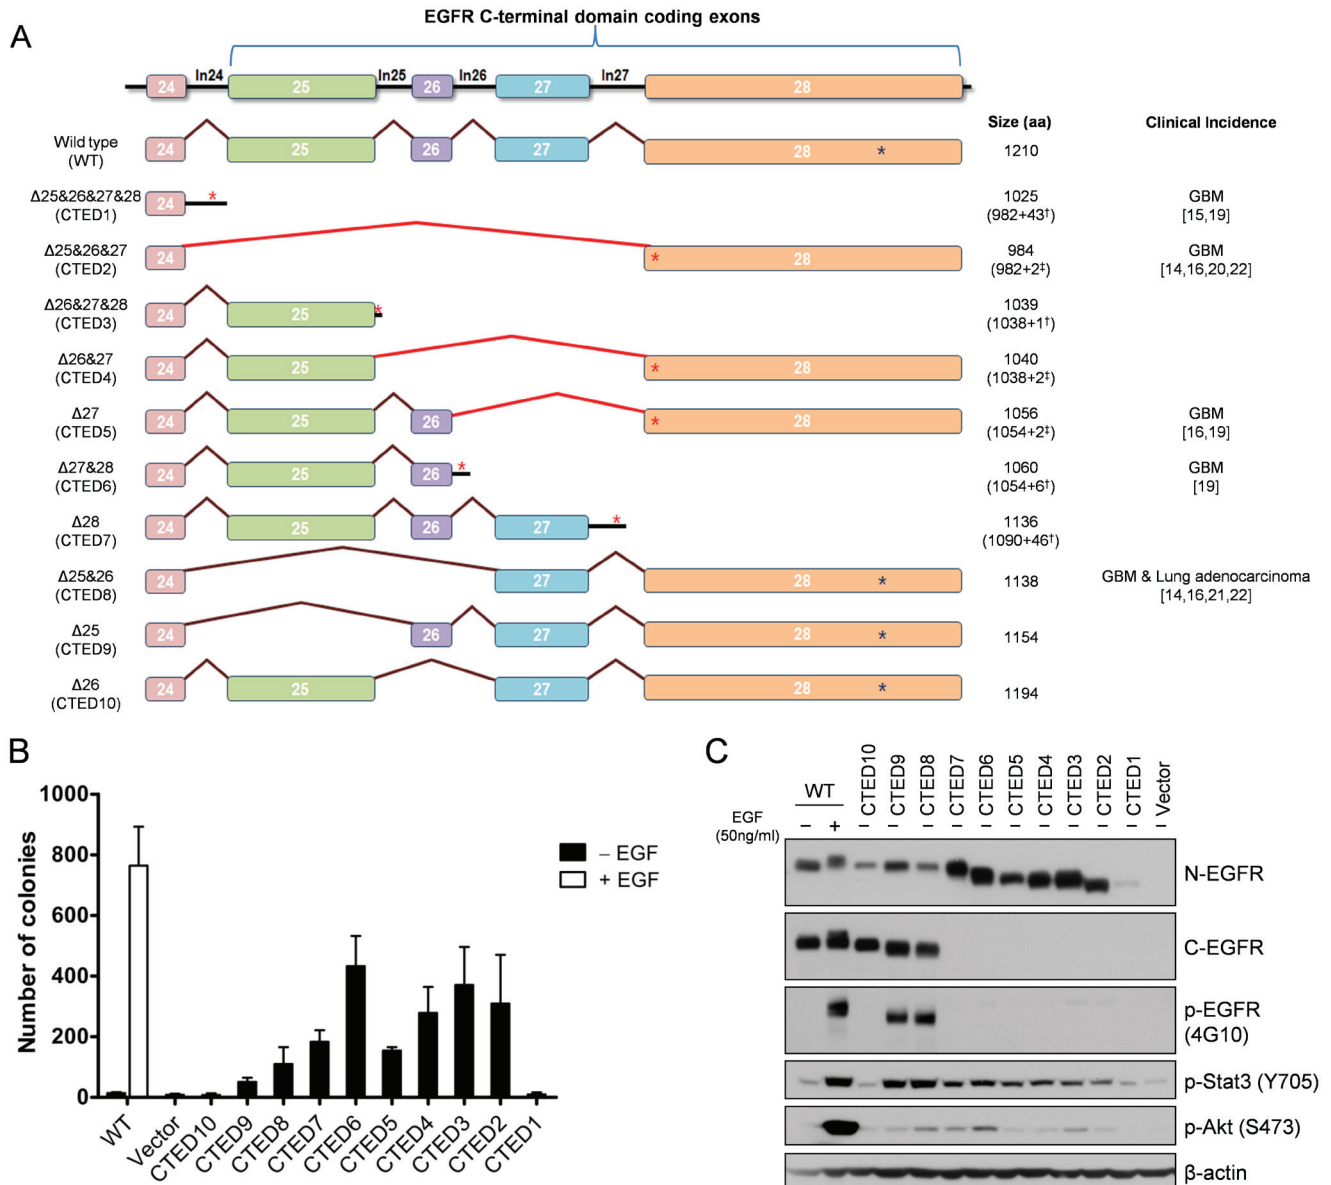 A
EGFR C-terminal domain coding exons
24 In24 25 In25 26 In26 27 In27 28
Size (aa) Clinical Incidence
Wild type
(WT)
24 25 26 27 28 *
1210
Δ25&26&27&28
(CTED1)
24 *
1025
(982+43†)
GBM
[15,19]
Δ25&26&27
(CTED2)
24 * 28
984
(982+2‡)
GBM
[14,16,20,22]
Δ26&27&28
(CTED3)
24 25 *
1039
(1038+1†)
Δ26&27
(CTED4)
24 25 * 28
1040
(1038+2‡)
Δ27
(CTED5)
24 25 26 * 28
1056
(1054+2‡)
GBM
[16,19]
Δ27&28
(CTED6)
24 25 26 *
1060
(1054+6†)
GBM
[19]
Δ28
(CTED7)
24 25 26 27 *
1136
(1090+46†)
Δ25&26
(CTED8)
24 27 28 *
1138
GBM & Lung adenocarcinoma
[14,16,21,22]
Δ25
(CTED9)
24 26 27 28 *
1154
Δ26
(CTED10)
24 25 27 28 *
1194
B
Number of colonies
1000
800
600
400
200
0
– EGF
+ EGF
WT Vector CTED10 CTED9 CTED8 CTED7 CTED6 CTED5 CTED4 CTED3 CTED2 CTED1
C
WT CTED10 CTED9 CTED8 CTED7 CTED6 CTED5 CTED4 CTED3 CTED2 CTED1 Vector
EGF
(50ng/ml)
– + – – – – – – – – – – –
N-EGFR
C-EGFR
p-EGFR
(4G10)
p-Stat3 (Y705)
p-Akt (S473)
β-actin